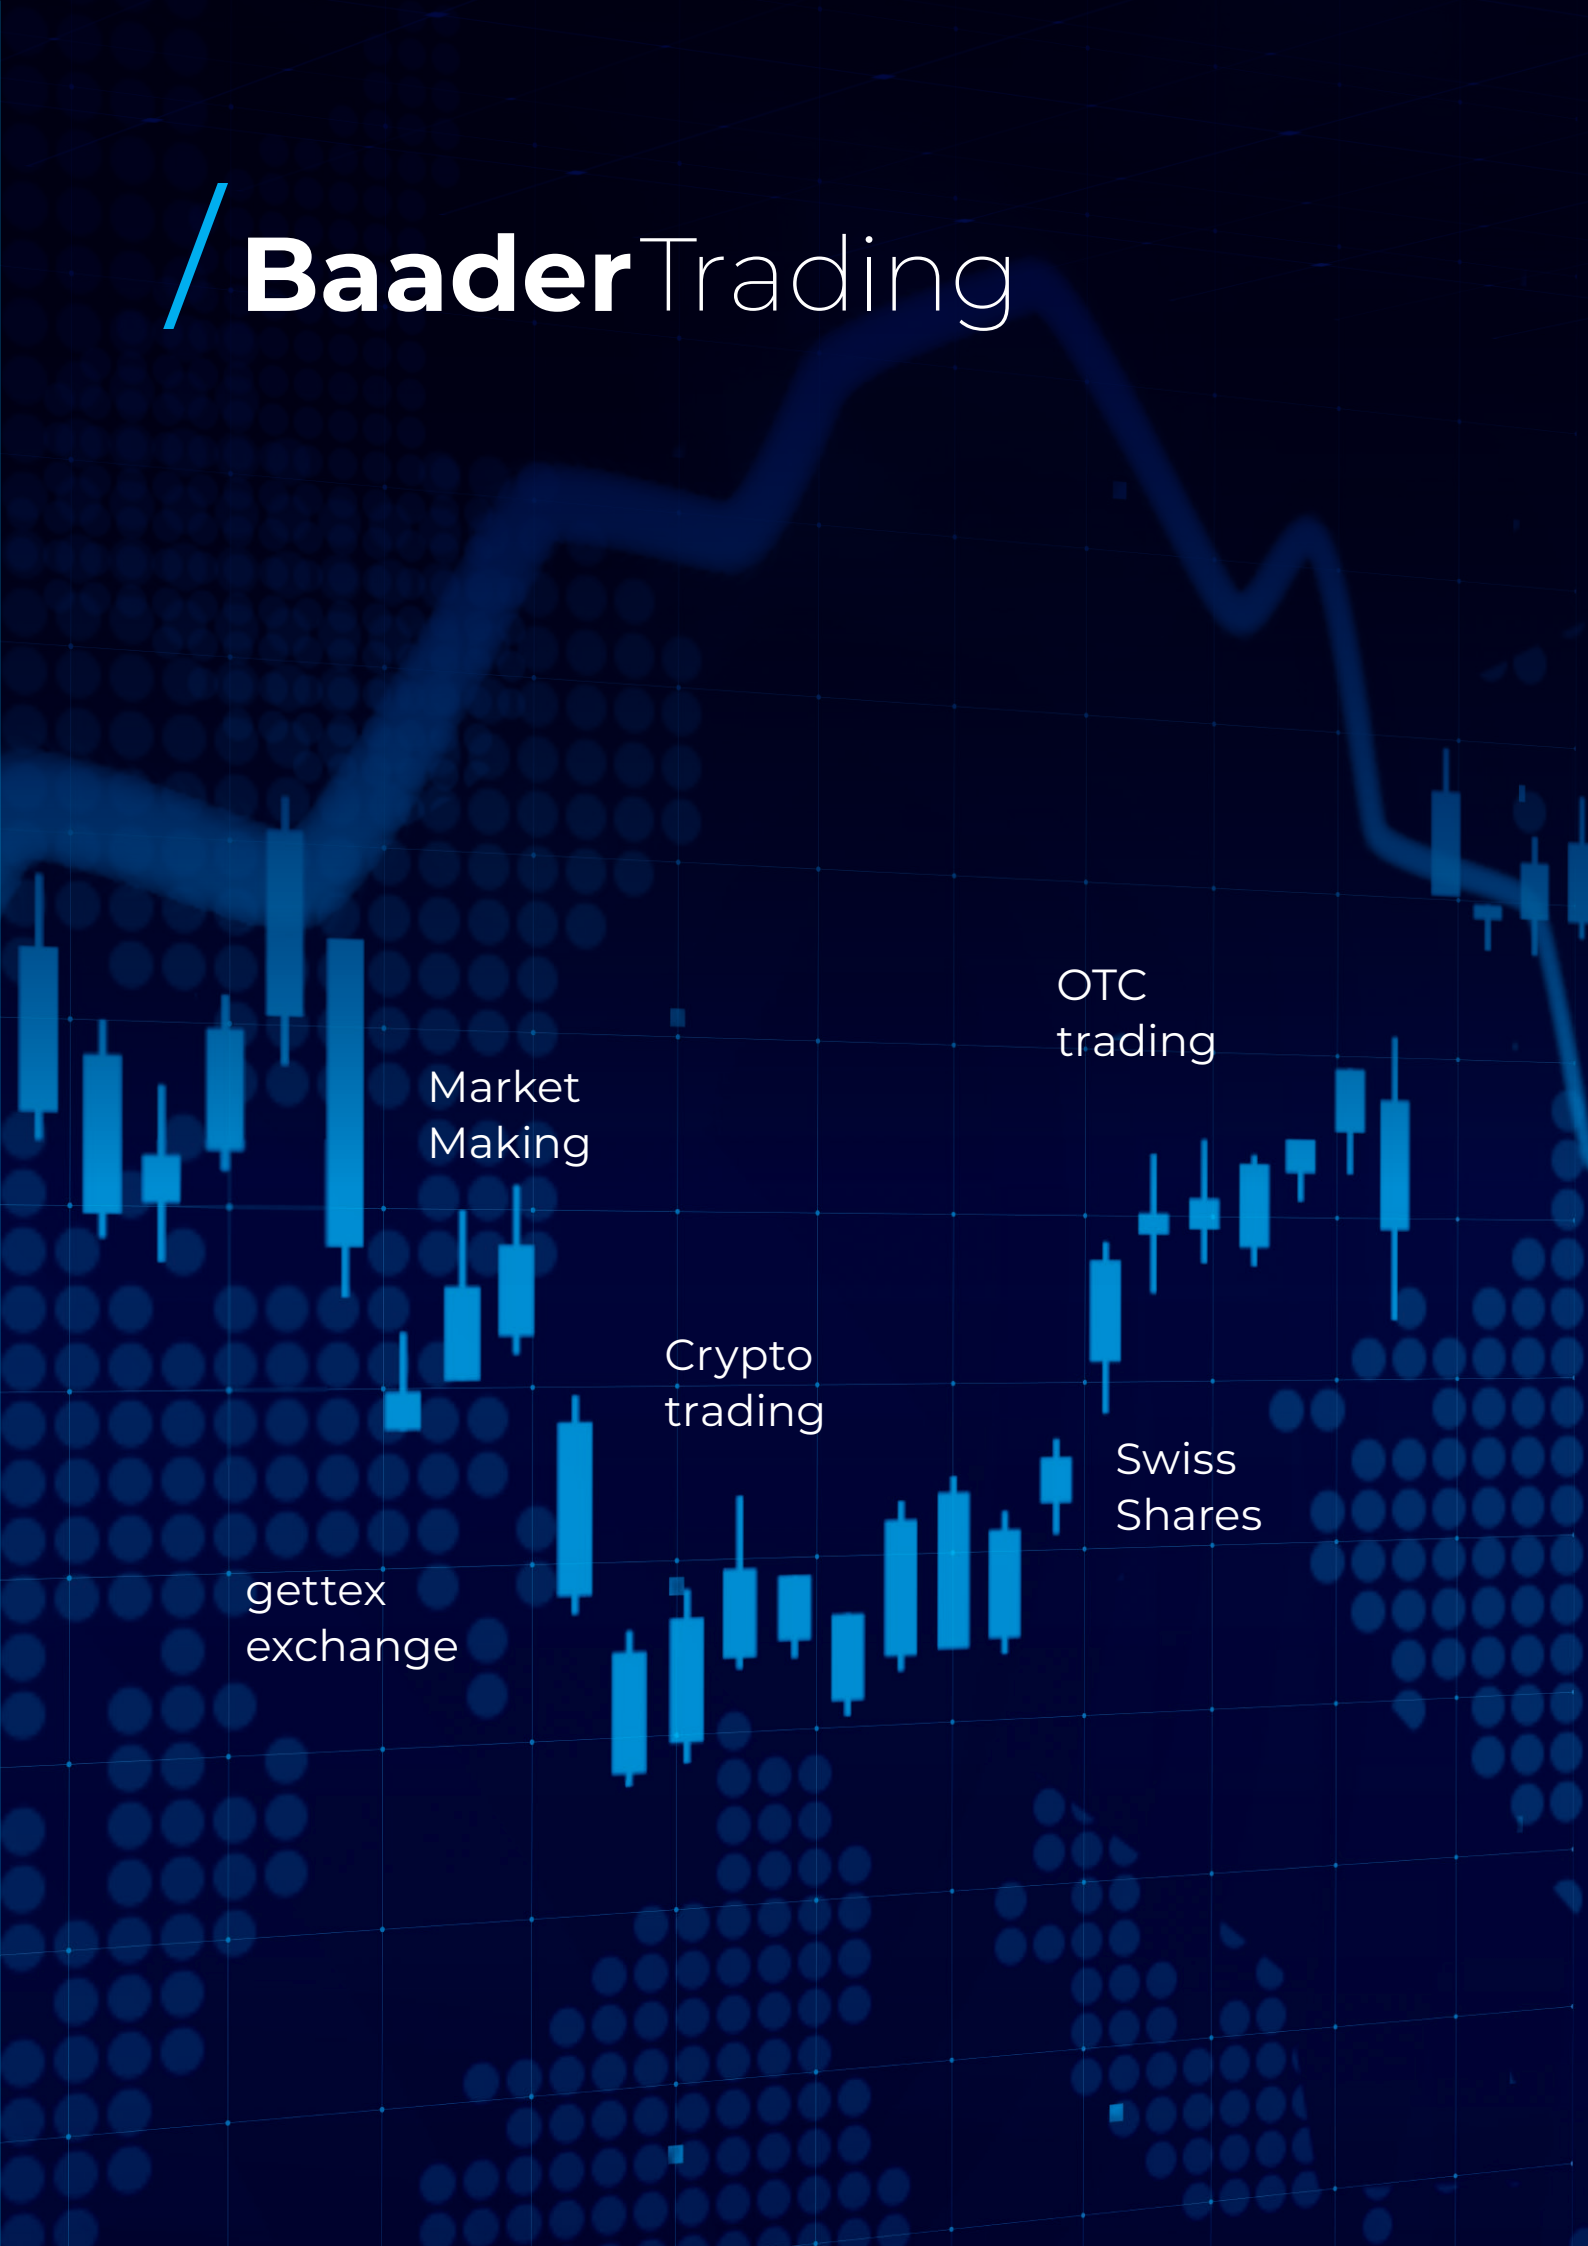 BaaderTrading
OTC
trading
Market
Making
Crypto
trading
Swiss
Shares
gettex
exchange